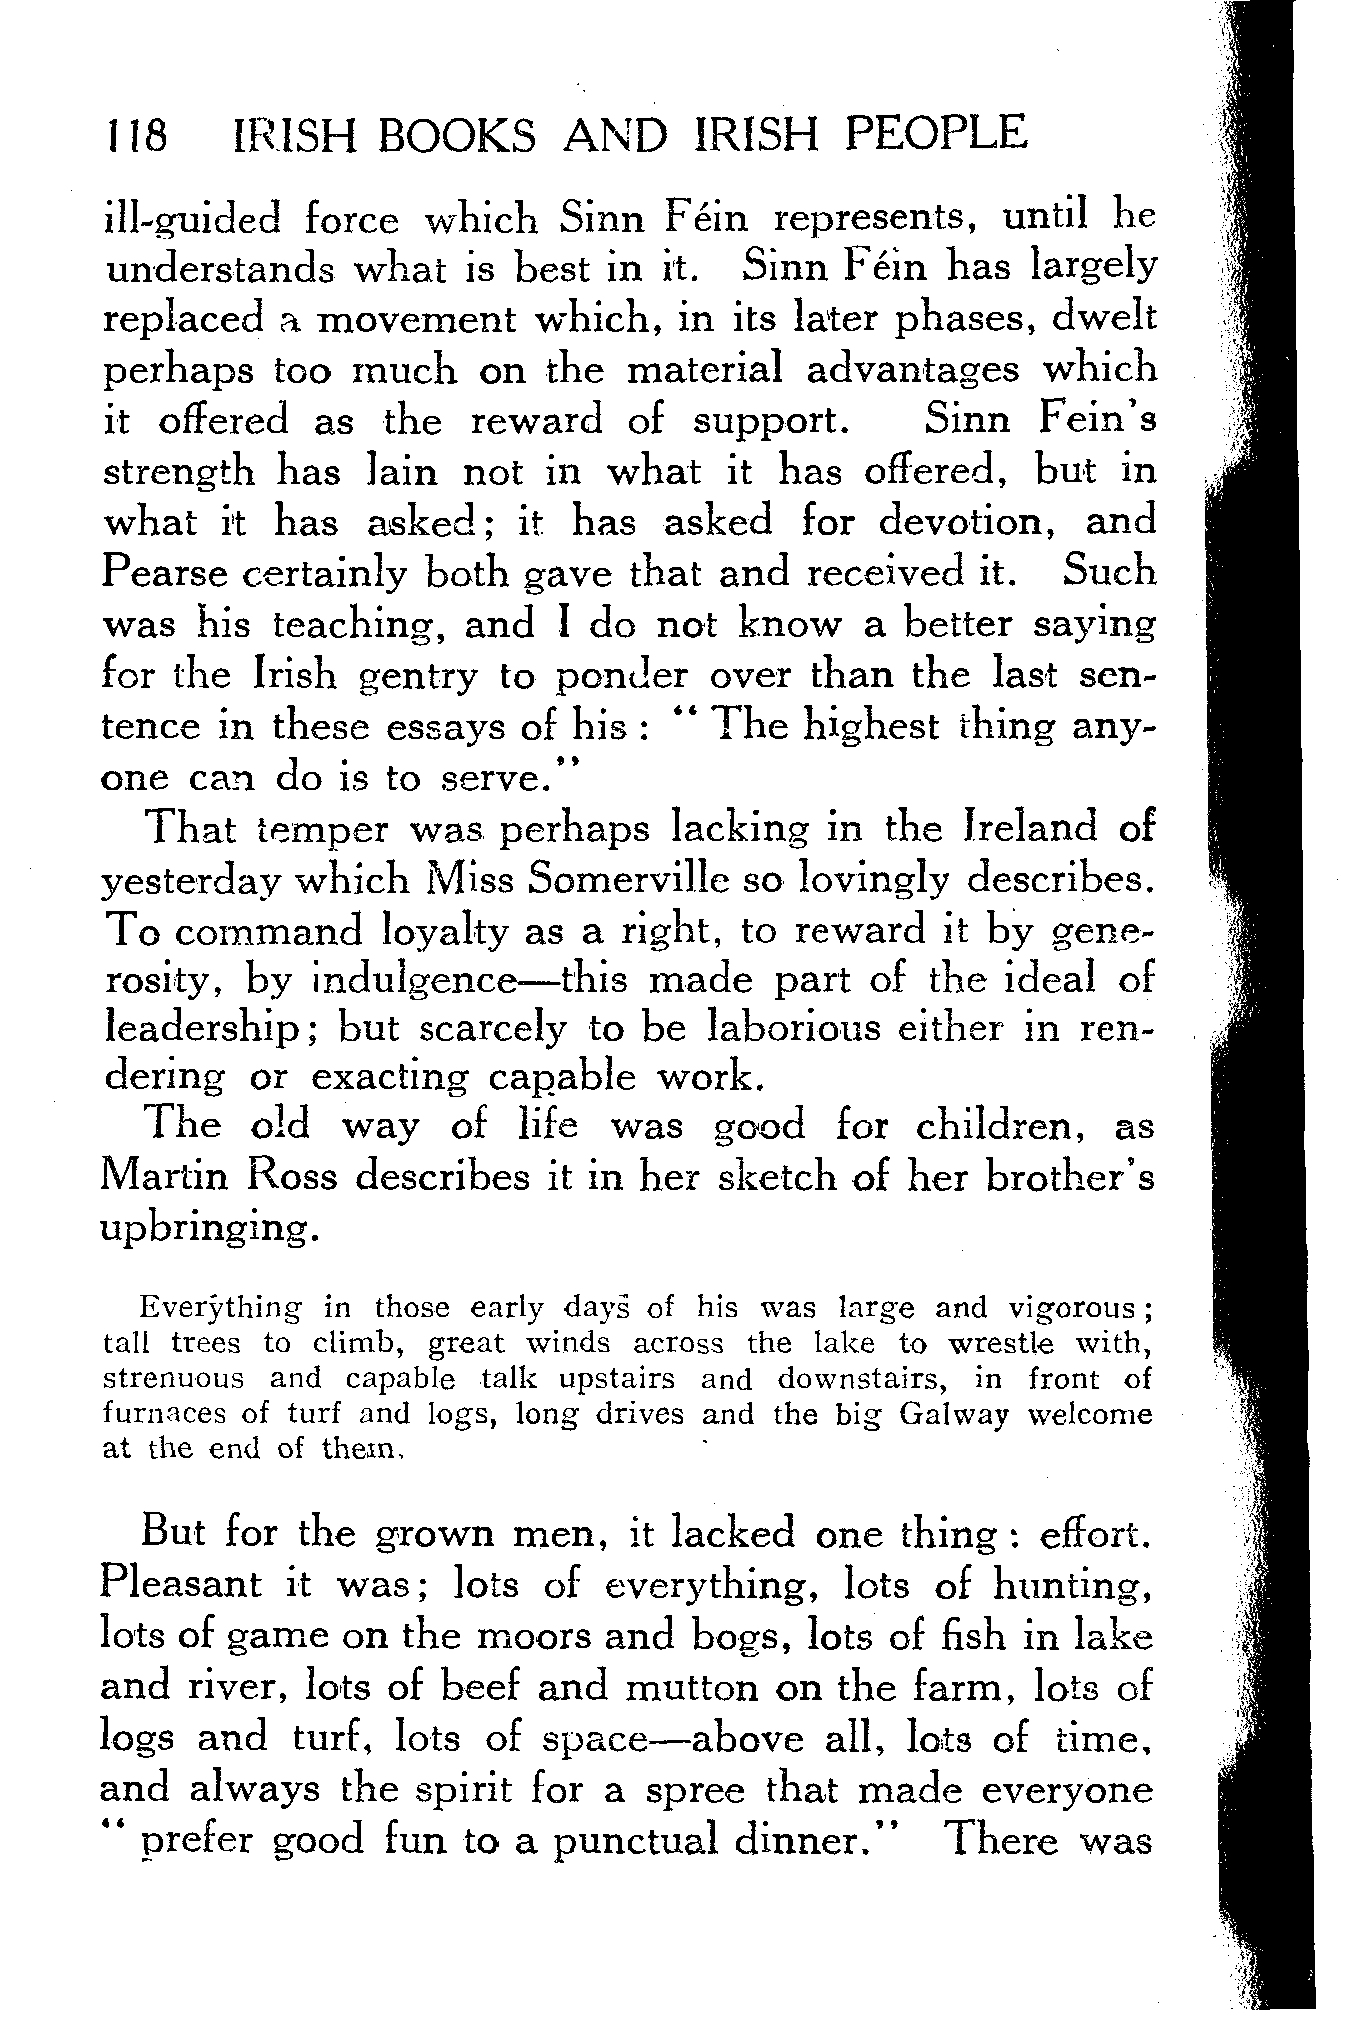 118 IRISH BOOKS AND IRISH PEOPLE
ill-guided force which Sinn Féin represents, until he
understands what is best in it. Sinn Féin has largely
replaced a movement which, in its later phases, dwelt
perhaps too much on the material advantages which
it offered as the reward of support. Sinn Fein's
strength has lain not in what it has offered, but in
what it has asked; it has asked for devotion, and
Pearse certainly both gave that and received it. Such
was his teaching, and I do not know a better saying
for the Irish gentry to ponder over than the last sen-
tence in these essays of his : "The highest thing any-
one can do is to serve."
That temper was perhaps lacking in the Ireland of
yesterday which Miss Somerville so lovingly describes.
To command loyalty as a right, to reward it by gene-
rosity, by indulgence—this made part of the ideal of
leadership; but scarcely to be laborious either in ren-
dering or exacting capable work.
The old way of life was good for children, as
Martin Ross describes it in her sketch of her brother's
upbringing.
Everything in those early days of his was large and vigorous ;
tall trees to climb, great winds across the lake to wrestle with,
strenuous and capable talk upstairs and downstairs, in front of
furnaces of turf and logs, long drives and the big Galway welcome
at the end of them.
But for the grown men, it lacked one thing : effort.
Pleasant it was; lots of everything, lots of hunting,
lots of game on the moors and bogs, lots of fish in lake
and river, lots of beef and mutton on the farm, lots of
logs and turf, lots of space—above all, lots of time,
and always the spirit for a spree that made everyone
" prefer good fun to a punctual dinner." There was